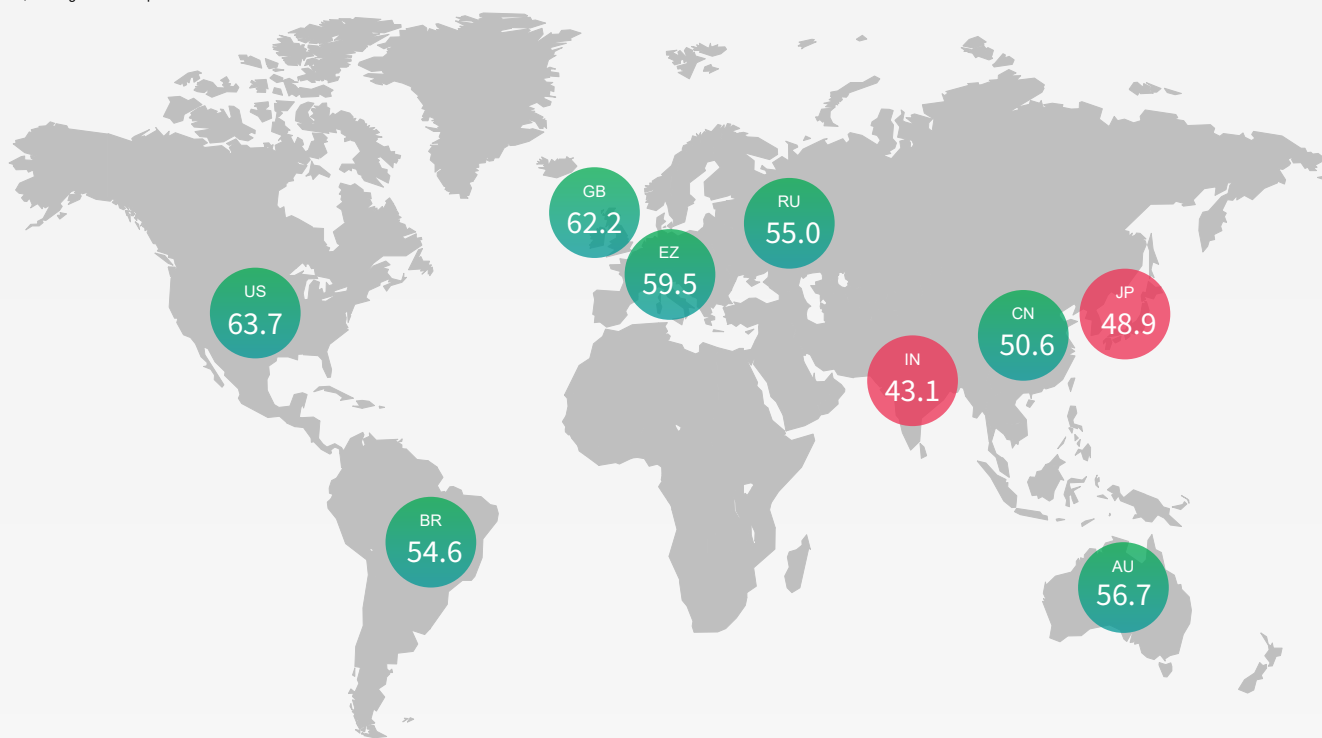 GB
62.2
RU
55.0
EZ
59.5
US
63.7
JP
48.9
CN
50.6
IN
43.1
BR
54.6
AU
56.7